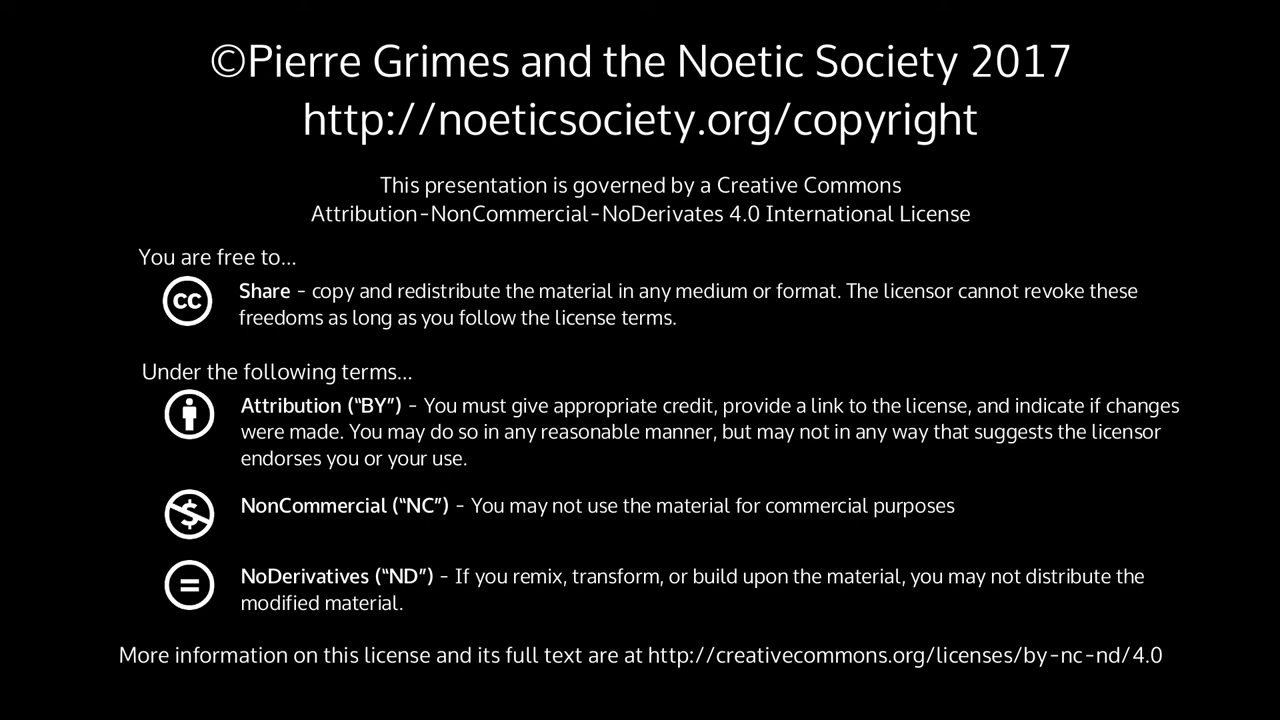 ©Pierre Grimes and the Noetic Society 2017
http://noeticsociety.org/copyright
This presentation is governed by a Creative Commons
Attribution-NonCommercial-NoDerivates 4.0 International License
You are free to...
cc
Share - copy and redistribute the material in any medium or format. The licensor cannot revoke these
freedoms as long as you follow the license terms.
Under the following terms...
Attribution (“BY”) - You must give appropriate credit, provide a link to the license, and indicate if changes
were made. You may do so in any reasonable manner, but may not in any way that suggests the licensor
endorses you or your use.
$
NonCommercial (“NC”) - You may not use the material for commercial purposes
=
NoDerivatives (“ND”) - If you remix, transform, or build upon the material, you may not distribute the
modified material.
More information on this license and its full text are at http://creativecommons.org/licenses/by-nc-nd/4.0